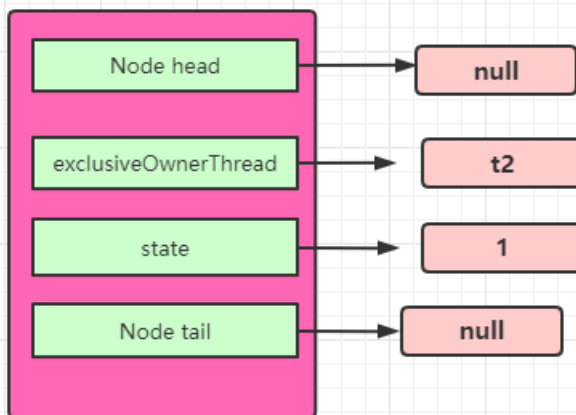 Node head
null
exclusiveOwnerThread
t2
state
1
Node tail
null